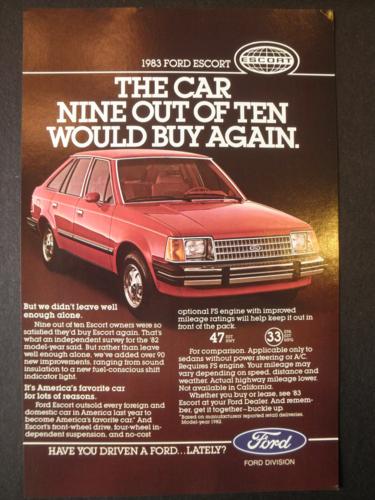 1983 FORD ESCORT
ESCORT
THE CAR
NINE OUT OF TEN
WOULD BUY AGAIN.
But we didn't leave well
enough alone.
Nine out of ten Escort owners were so
satisfied they'd buy Escort again. That's
what an independent survey for the '82
model-year said. But rather than leave
well enough alone, we've added over 90
new improvements, ranging from sound
insulation to a new fuel-conscious shift
indicator light.
It's America's favorite car
for lots of reasons.
Ford Escort outsold every foreign and
domestic car in America last year to
become America's favorite car.* And
Escort's front-wheel drive, four-wheel in-
dependent suspension, and no-cost
optional FS engine with improved
mileage ratings will help keep it out in
front of the pack.
47 EST HWY 33 EPA EST MPG
For comparison. Applicable only to
sedans without power steering or A/C.
Requires FS engine. Your mileage may
vary depending on speed, distance and
weather. Actual highway mileage lower.
Not available in California.
Whether you buy or lease, see '83
Escort at your Ford Dealer. And remem-
ber, get it together—buckle up.
*Based on manufacturers reported retail deliveries.
Model-year 1982.
HAVE YOU DRIVEN A FORD...LATELY?
Ford
FORD DIVISION